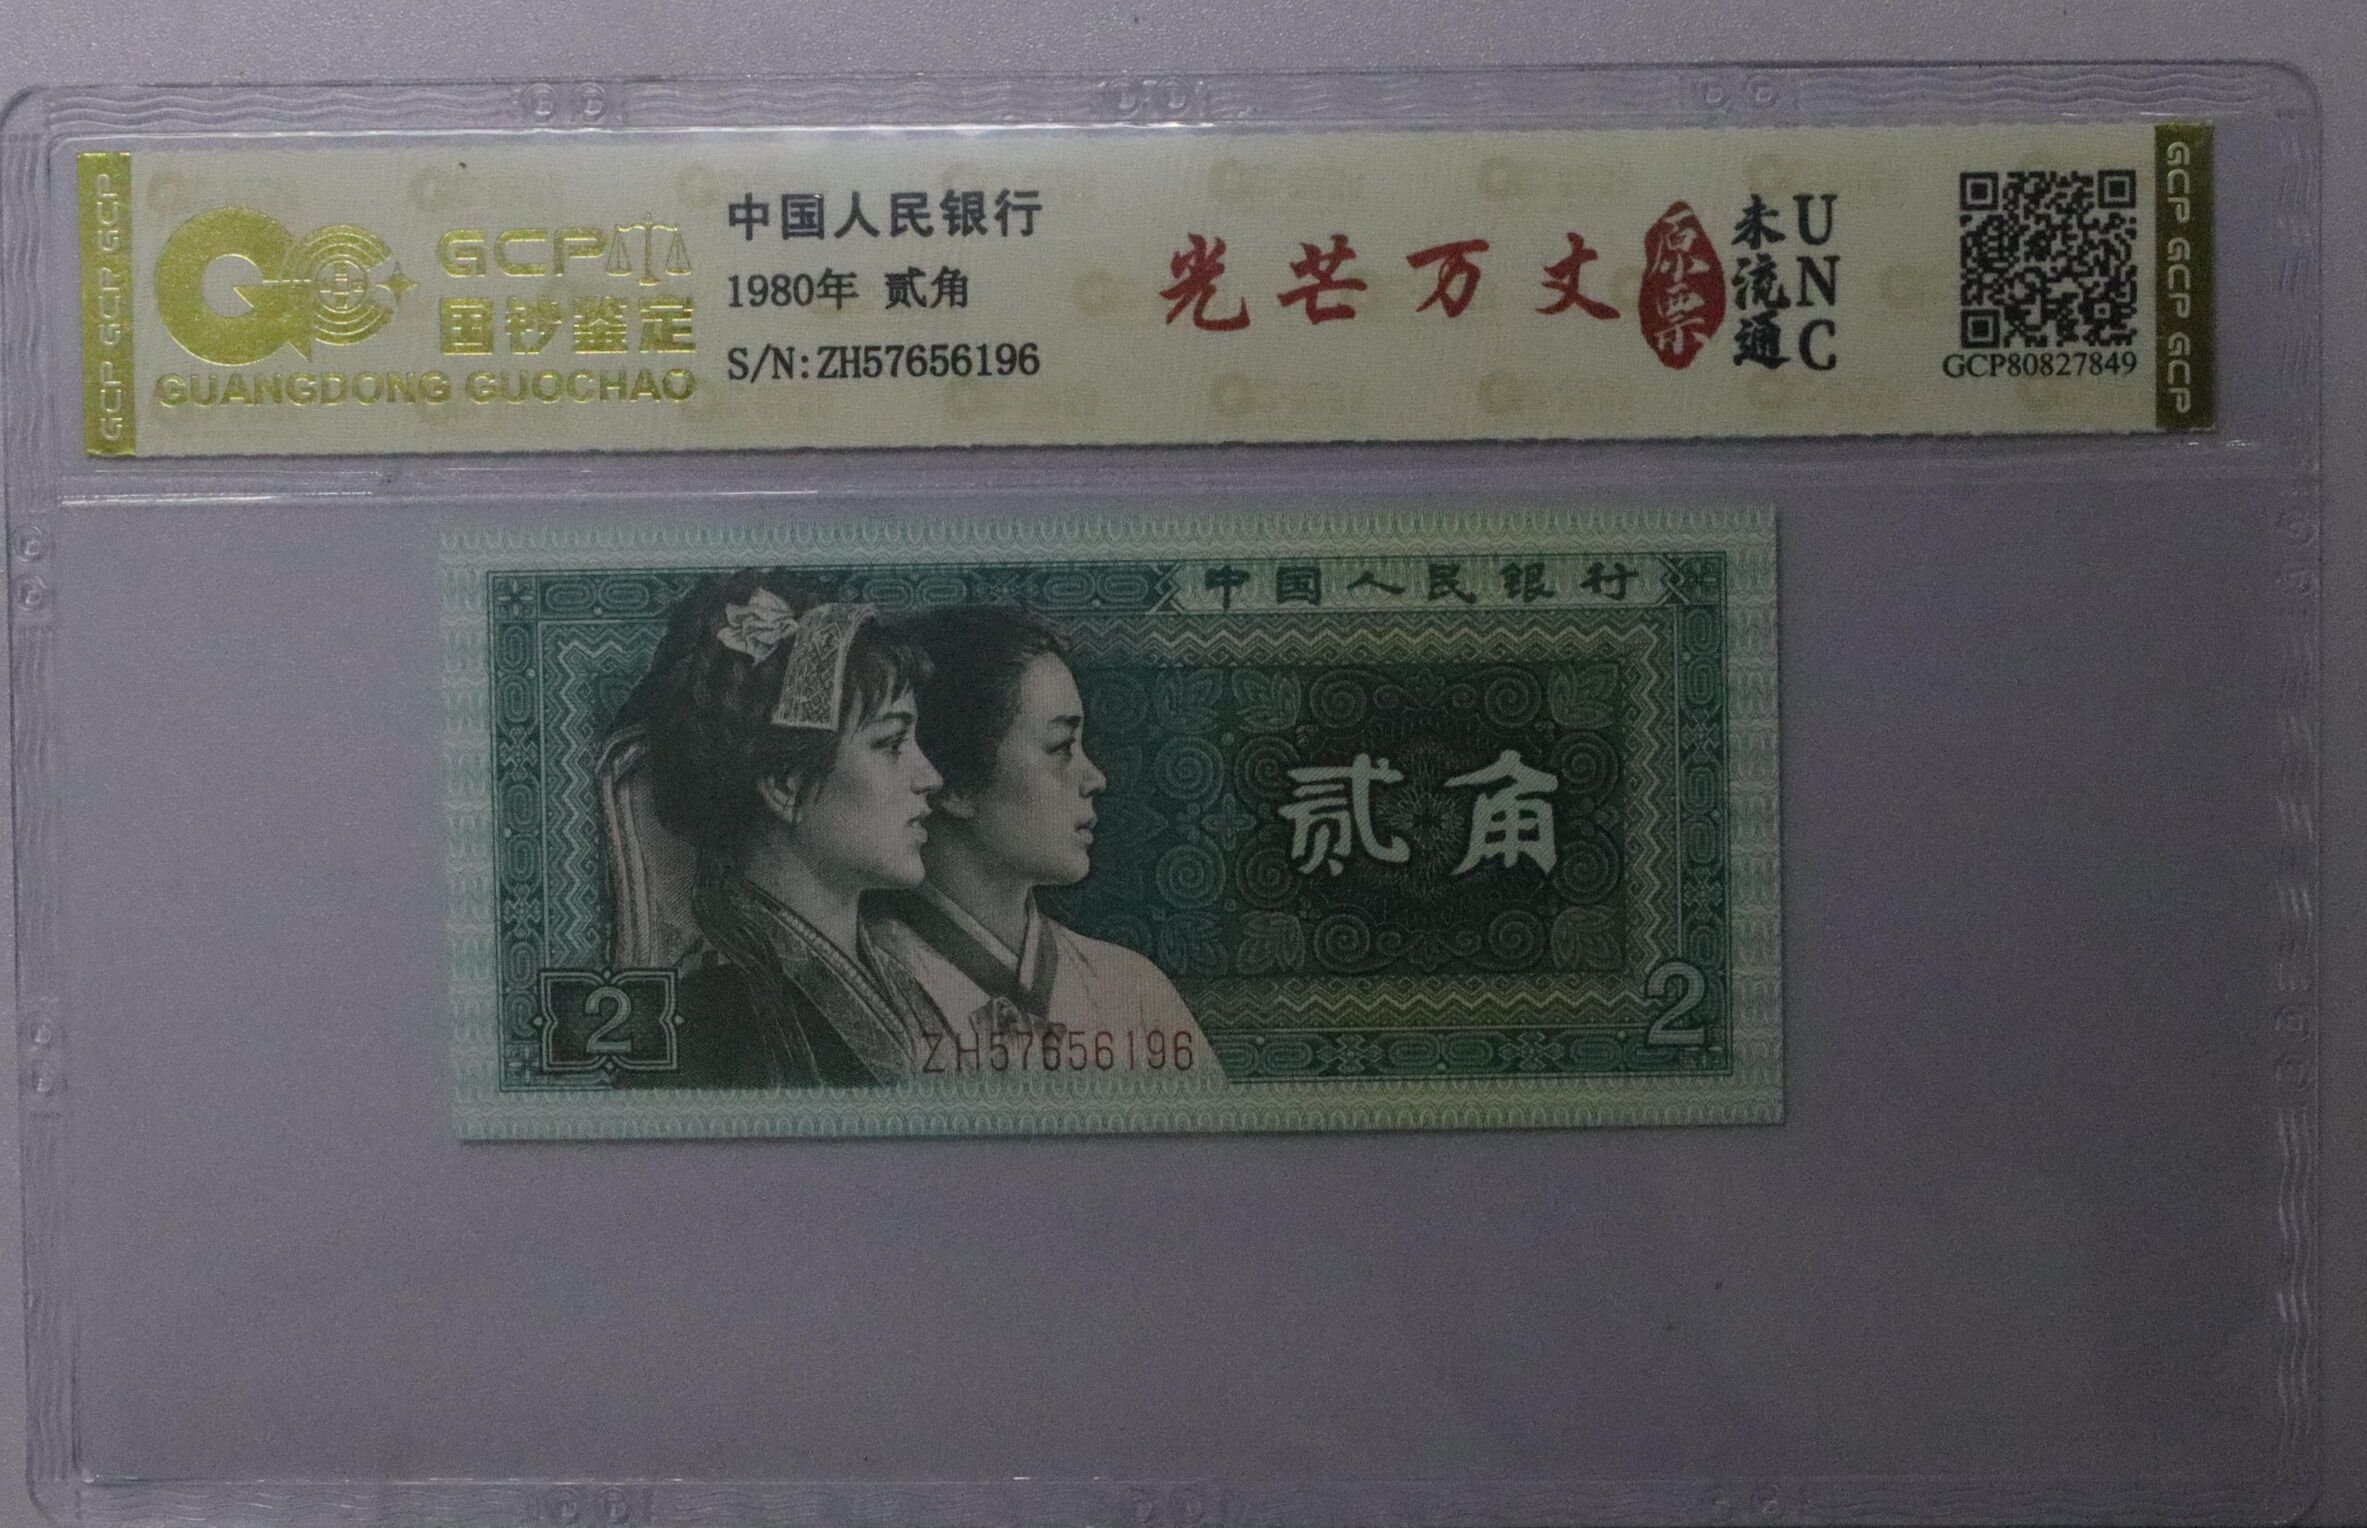 GCP GCP GCP
GCP
国钞鉴定
GUANGDONG GUOCHAO
中国人民银行
1980年 贰角
S/N:ZH57656196
光芒万丈
原票
未流通
UNC
GCP80827849
GCP GCP GCP
中国人民银行
贰角
2
2
ZH57656196